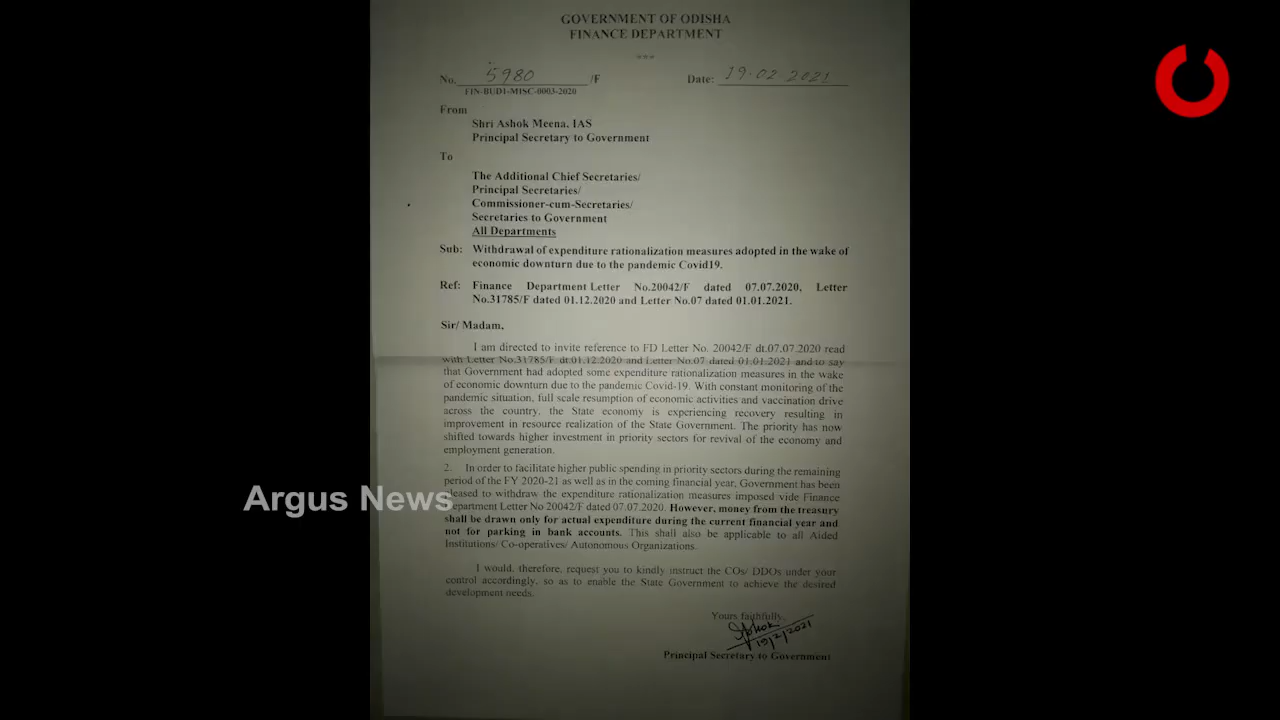 GOVERNMENT OF ODISHA
FINANCE DEPARTMENT
***
No. 5980 /F Date: 19.02.2021
FIN-BUD1-MISC-0003-2020
From
Shri Ashok Meena, IAS
Principal Secretary to Government
To
The Additional Chief Secretaries/
Principal Secretaries/
Commissioner-cum-Secretaries/
Secretaries to Government
All Departments
Sub: Withdrawal of expenditure rationalization measures adopted in the wake of
economic downturn due to the pandemic Covid19.
Ref: Finance Department Letter No.20042/F dated 07.07.2020, Letter
No.31785/F dated 01.12.2020 and Letter No.07 dated 01.01.2021.
Sir/ Madam,
I am directed to invite reference to FD Letter No. 20042/F dt.07.07.2020 read
with Letter No.31785/F dt.01.12.2020 and Letter No.07 dated 01.01.2021 and to say
that Government had adopted some expenditure rationalization measures in the wake
of economic downturn due to the pandemic Covid-19. With constant monitoring of the
pandemic situation, full scale resumption of economic activities and vaccination drive
across the country, the State economy is experiencing recovery resulting in
improvement in resource realization of the State Government. The priority has now
shifted towards higher investment in priority sectors for revival of the economy and
employment generation.
2. In order to facilitate higher public spending in priority sectors during the remaining
period of the FY 2020-21 as well as in the coming financial year, Government has been
pleased to withdraw the expenditure rationalization measures imposed vide Finance
Department Letter No 20042/F dated 07.07.2020. However, money from the treasury
shall be drawn only for actual expenditure during the current financial year and
not for parking in bank accounts. This shall also be applicable to all Aided
Institutions/ Co-operatives/ Autonomous Organizations.
I would, therefore, request you to kindly instruct the COs/ DDOs under your
control accordingly, so as to enable the State Government to achieve the desired
development needs.
Yours faithfully,
Ashok
19/2/2021
Principal Secretary to Government
Argus News